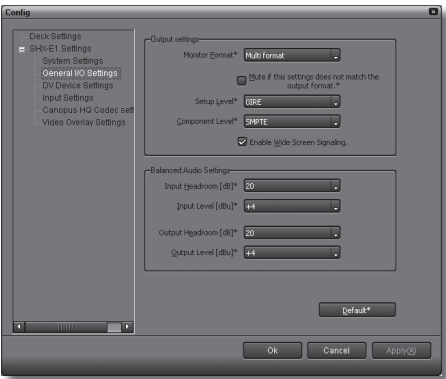 Config
Deck Settings
SHX-E1 Settings
System Settings
General I/O Settings
DV Device Settings
Input Settings
Canopus HQ Codec sett
Video Overlay Settings
Output settings
Monitor Format* Multi format
Mute if this settings does not match the
output format.*
Setup Level* 0IRE
Component Level* SMPTE
Enable Wide Screen Signaling.
Balanced Audio Settings
Input Headroom [dB]* 20
Input Level [dBu]* +4
Output Headroom [dB]* 20
Output Level [dBu]* +4
Default*
Ok Cancel Apply(A)